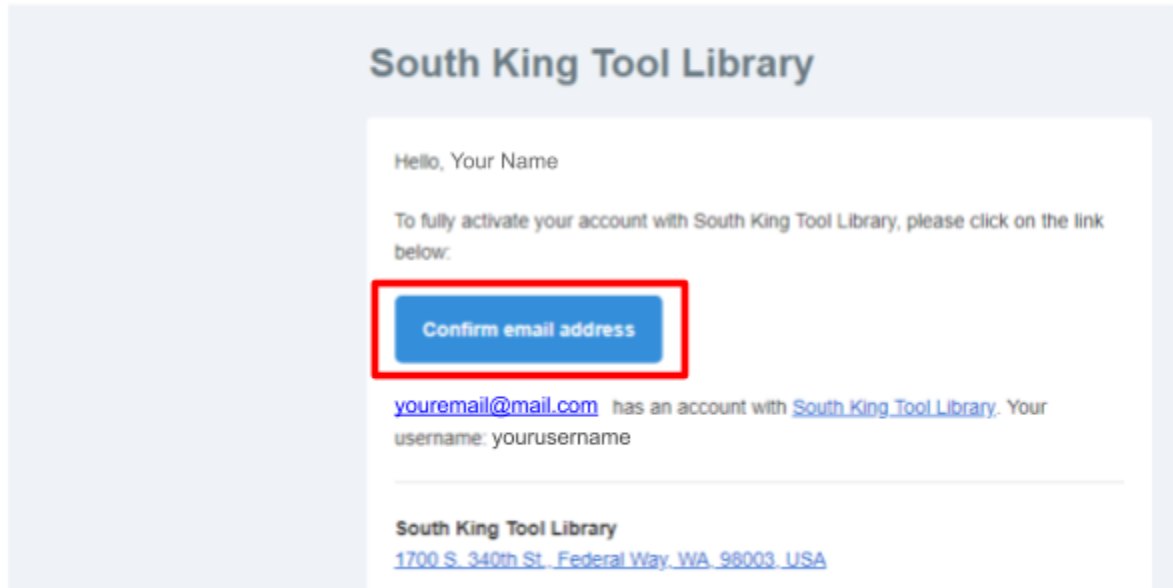 South King Tool Library
Hello, Your Name
To fully activate your account with South King Tool Library, please click on the link
below:
Confirm email address
youremail@mail.com has an account with South King Tool Library. Your
username: yourusername
South King Tool Library
1700 S. 340th St., Federal Way, WA, 98003, USA